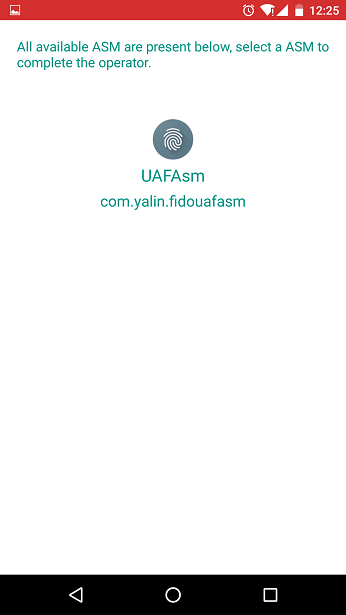 12:25
All available ASM are present below, select a ASM to
complete the operator.
UAFAsm
com.yalin.fidouafasm